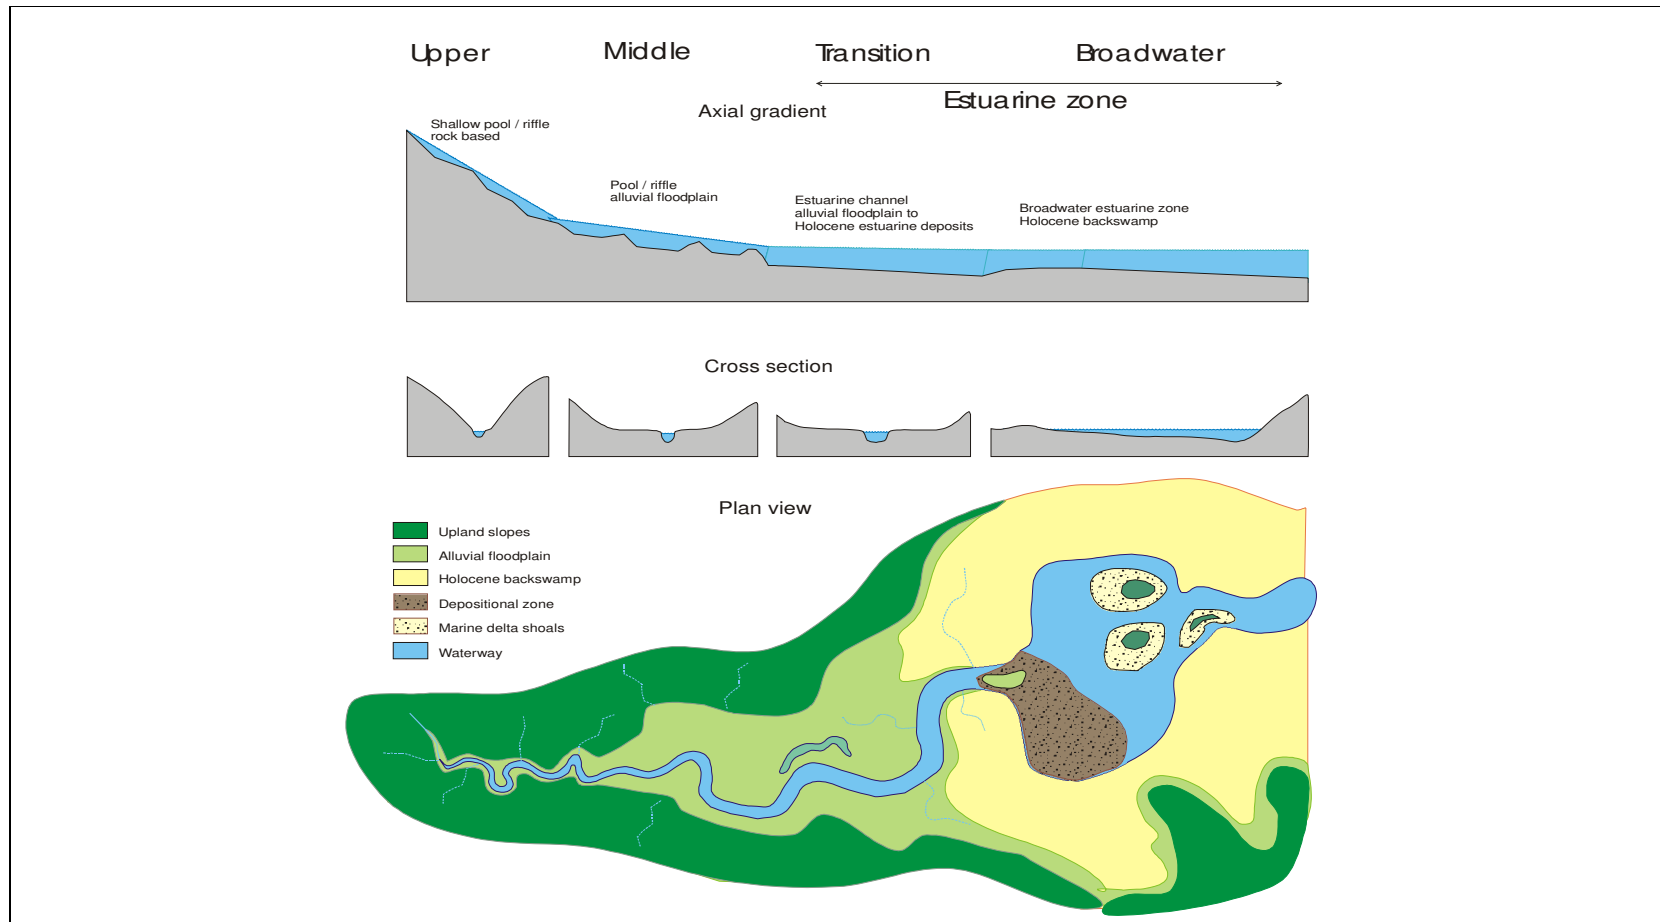 Upper
Middle
Transition
Broadwater
Estuarine zone
Axial gradient
Shallow pool / riffle
rock based
Pool / riffle
alluvial floodplain
Estuarine channel
alluvial floodplain to
Holocene estuarine deposits
Broadwater estuarine zone
Holocene backswamp
Cross section
Plan view
Upland slopes
Alluvial floodplain
Holocene backswamp
Depositional zone
Marine delta shoals
Waterway